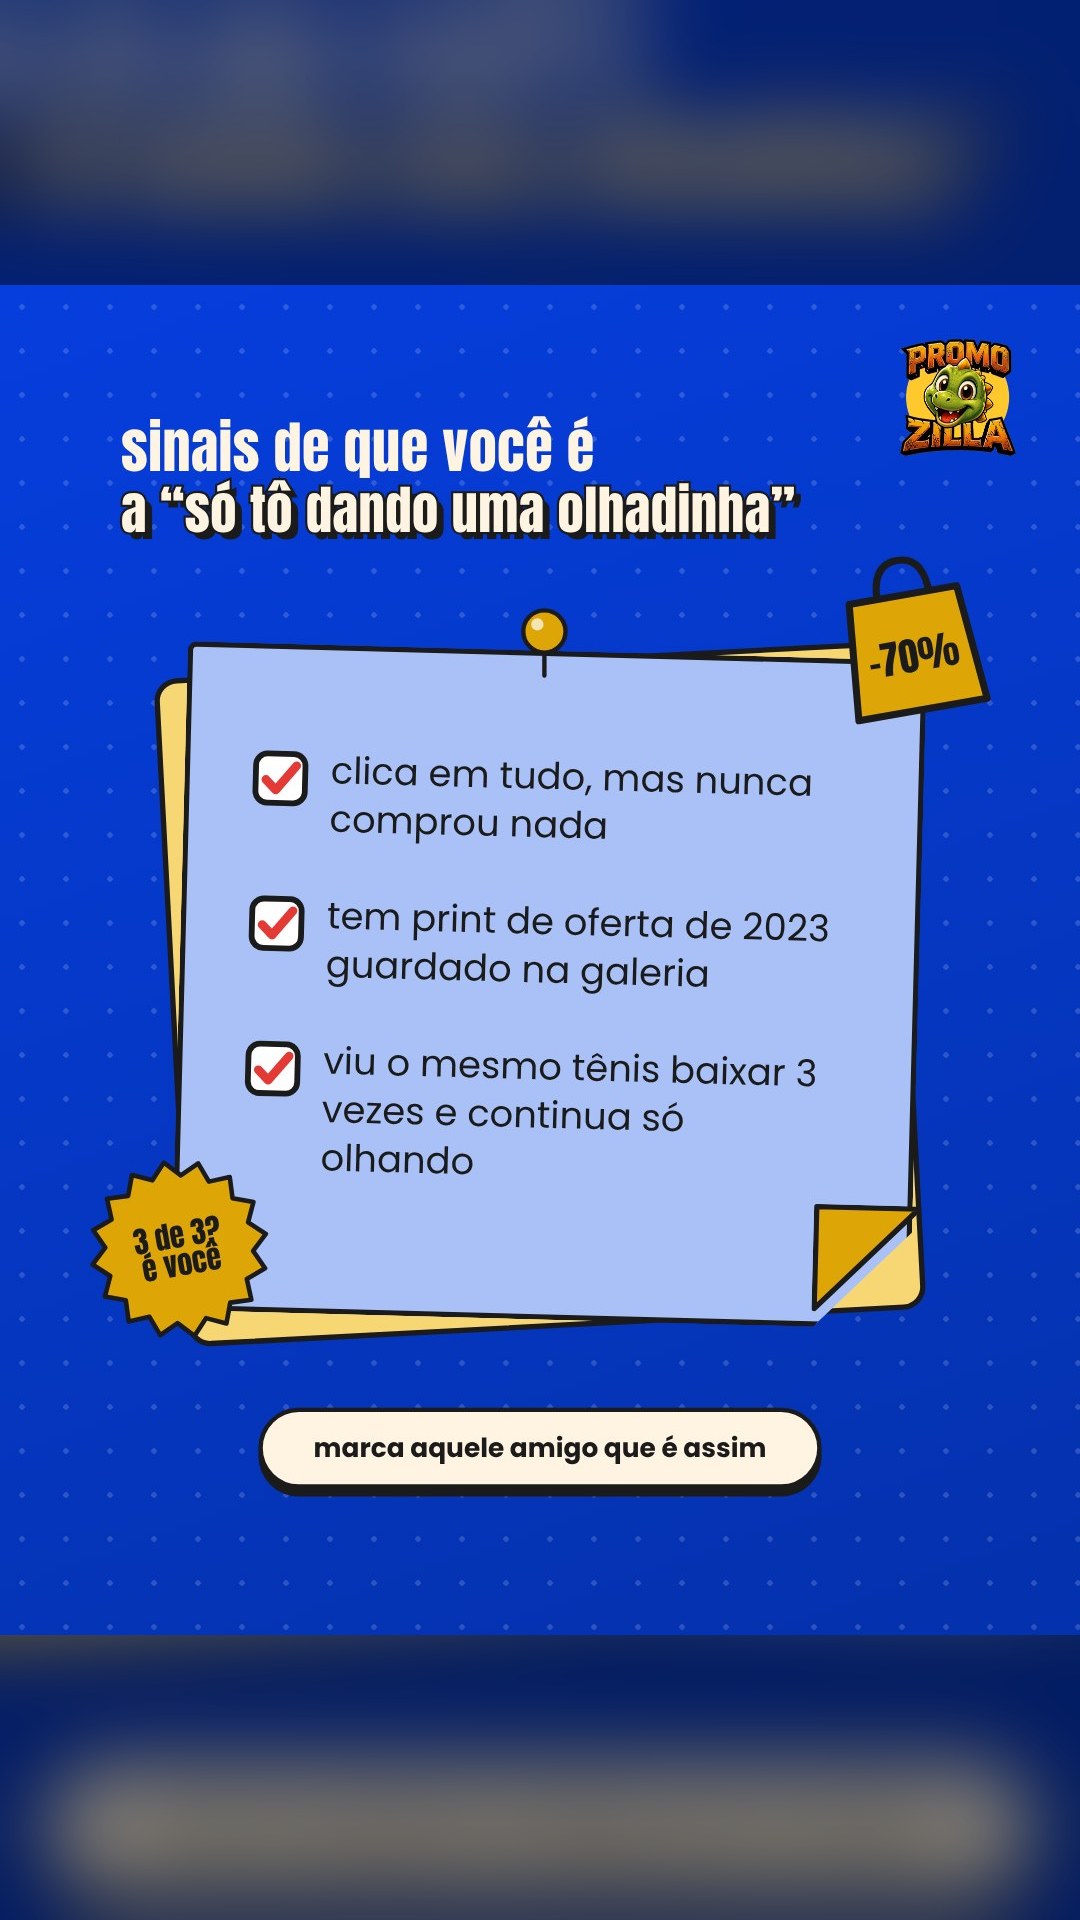 PROMO
ZILLA
sinais de que você é
a “só tô dando uma olhadinha”
-70%
clica em tudo, mas nunca
comprou nada
tem print de oferta de 2023
guardado na galeria
viu o mesmo tênis baixar 3
vezes e continua só
olhando
3 de 3?
é você
marca aquele amigo que é assim